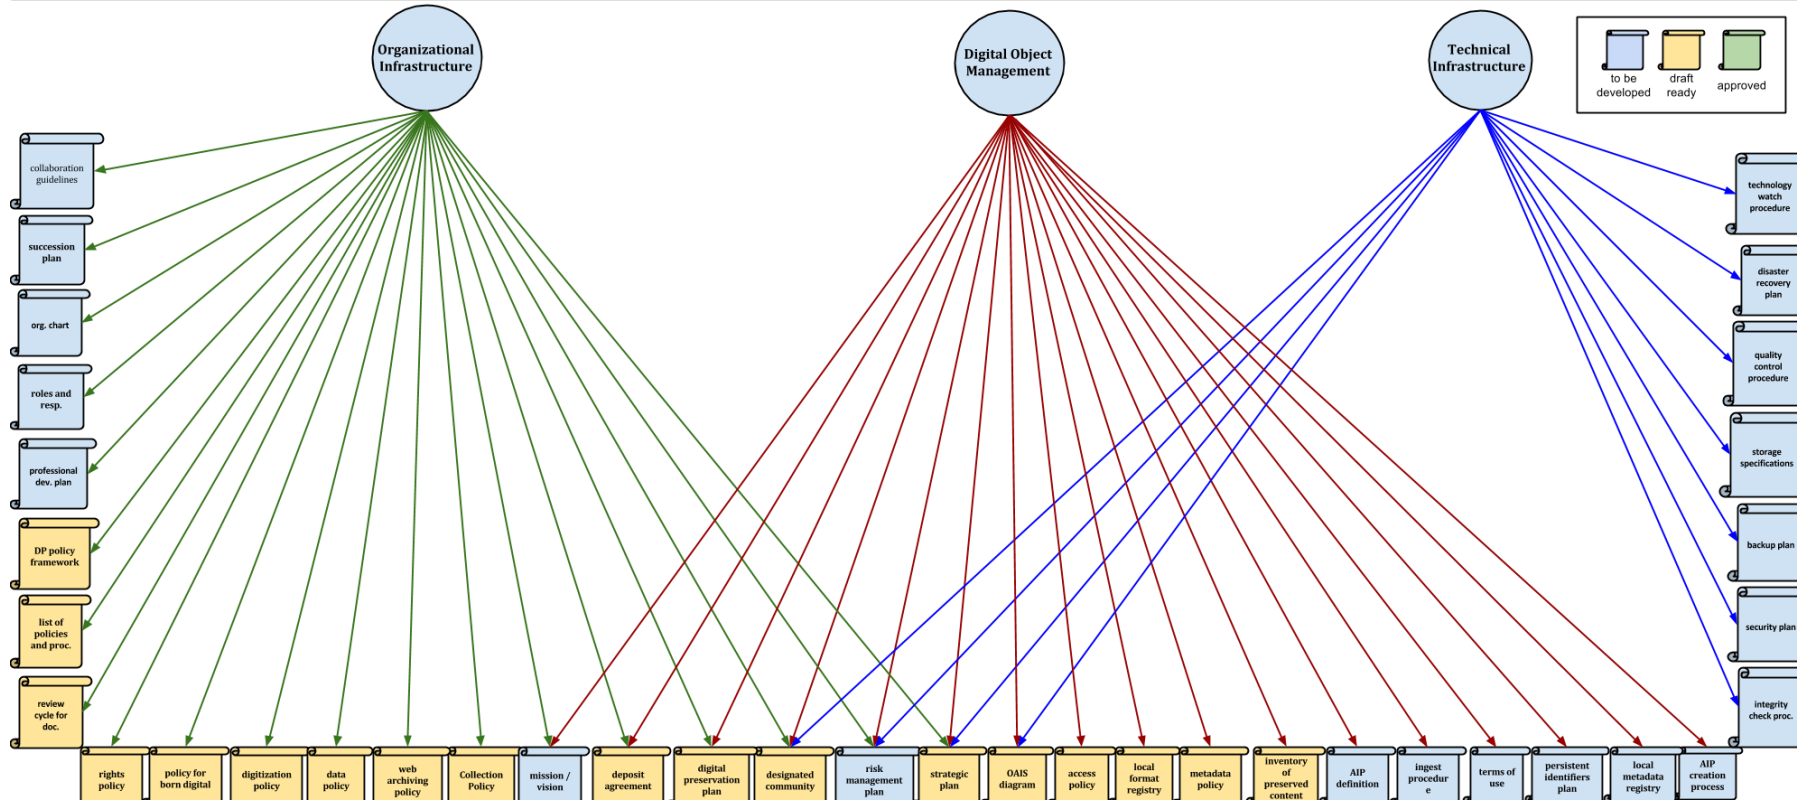 Organizational
Infrastructure
Digital Object
Management
Technical
Infrastructure
to be
developed
draft
ready
approved
collaboration
guidelines
succession
plan
org. chart
roles and
resp.
professional
dev. plan
DP policy
framework
list of
policies
and proc.
review
cycle for
doc.
technology
watch
procedure
disaster
recovery
plan
quality
control
procedure
storage
specifications
backup plan
security plan
integrity
check proc.
rights
policy
policy for
born digital
digitization
policy
data
policy
web
archiving
policy
Collection
Policy
mission /
vision
deposit
agreement
digital
preservation
plan
designated
community
risk
management
plan
strategic
plan
OAIS
diagram
access
policy
local
format
registry
metadata
policy
inventory
of
preserved
content
AIP
definition
ingest
procedur
e
terms of
use
persistent
identifiers
plan
local
metadata
registry
AIP
creation
process